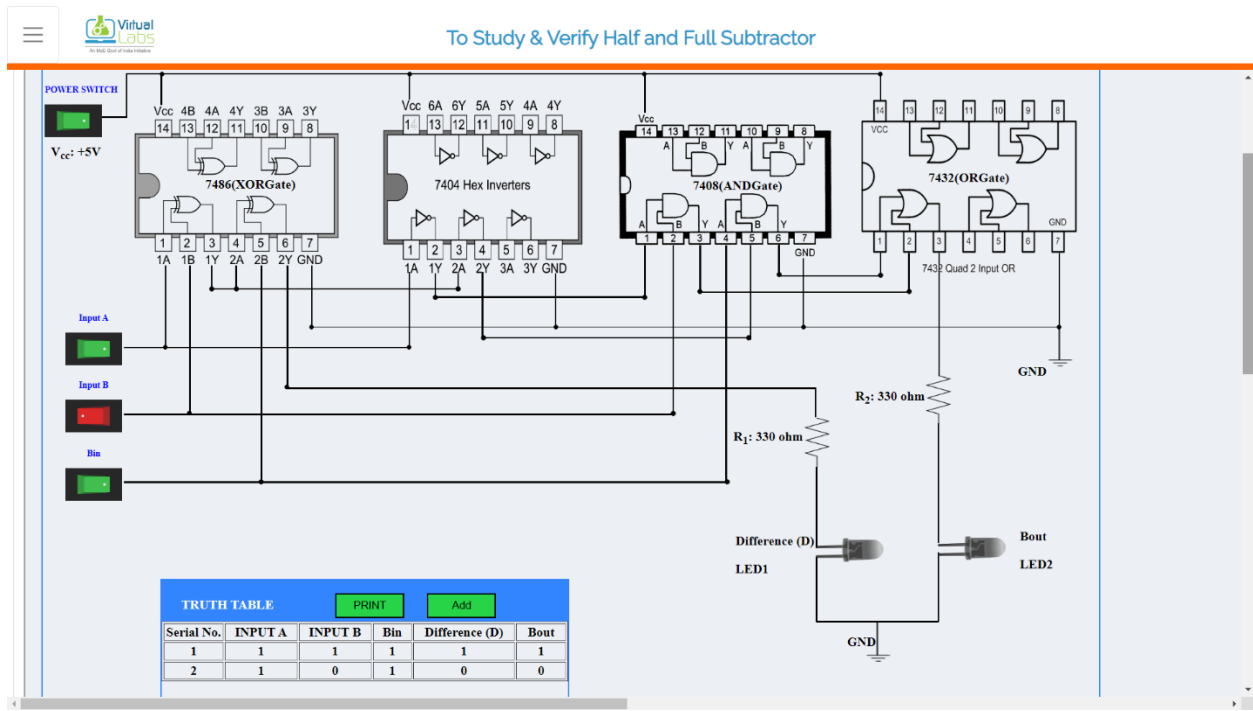 Virtual
Labs
An MoE Govt of India Initiative
To Study & Verify Half and Full Subtractor
POWER SWITCH
Vcc: +5V
Vcc 4B 4A 4Y 3B 3A 3Y
14 13 12 11 10 9 8
7486(XORGate)
1 2 3 4 5 6 7
1A 1B 1Y 2A 2B 2Y GND
Vcc 6A 6Y 5A 5Y 4A 4Y
14 13 12 11 10 9 8
7404 Hex Inverters
1 2 3 4 5 6 7
1A 1Y 2A 2Y 3A 3Y GND
Vcc
14 13 12 11 10 9 8
A B Y A B Y
7408(ANDGate)
A B Y A B Y
1 2 3 4 5 6 7
GND
14 13 12 11 10 9 8
VCC
7432(ORGate)
GND
1 2 3 4 5 6 7
7432 Quad 2 Input OR
Input A
Input B
Bin
GND
R2: 330 ohm
R1: 330 ohm
Difference (D)
LED1
Bout
LED2
GND
TRUTH TABLE PRINT Add
Serial No. INPUT A INPUT B Bin Difference (D) Bout
1 1 1 1 1 1
2 1 0 1 0 0